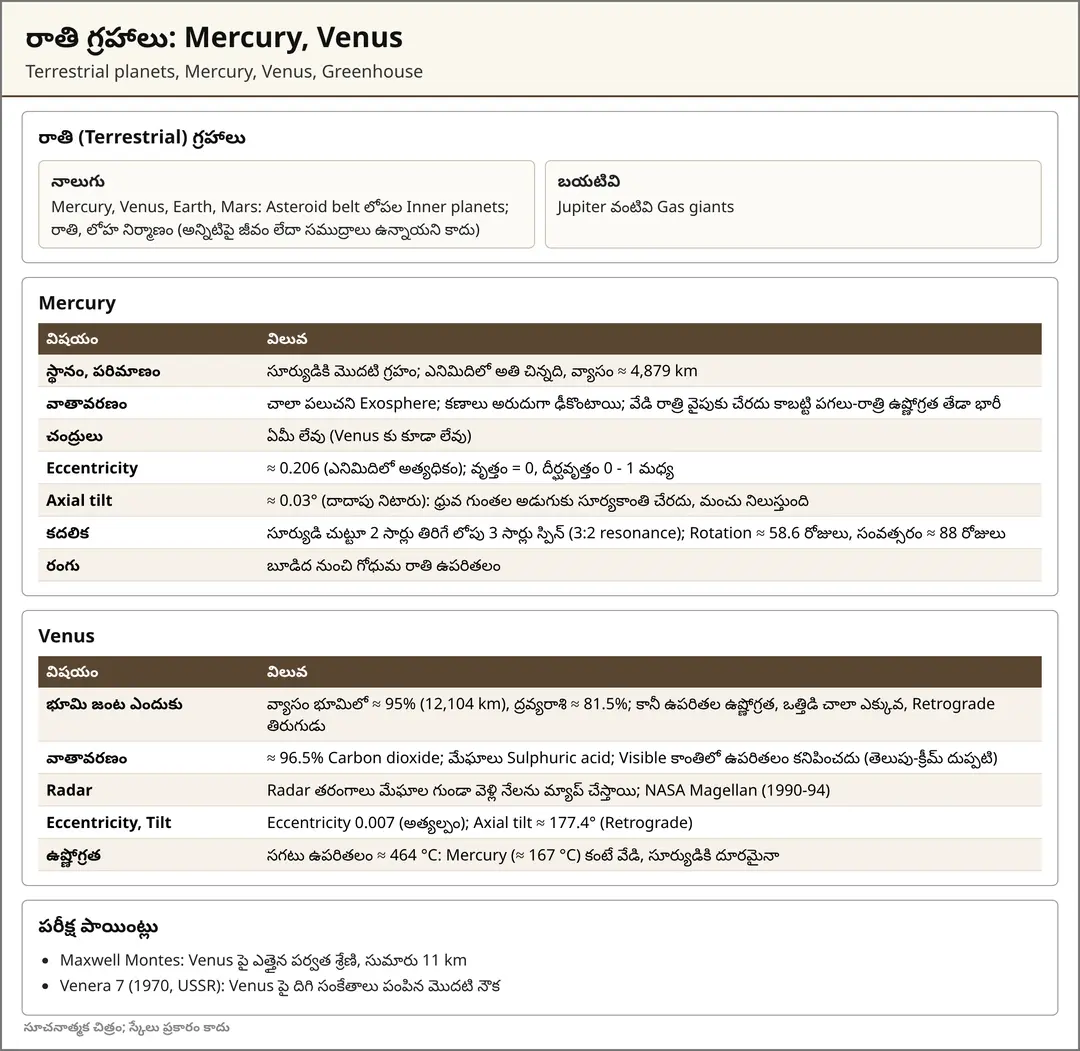 రాతి గ్రహాలు: Mercury, Venus
Terrestrial planets, Mercury, Venus, Greenhouse
రాతి (Terrestrial) గ్రహాలు
నాలుగు
Mercury, Venus, Earth, Mars: Asteroid belt లోపల Inner planets;
రాతి, లోహ నిర్మాణం (అన్నిటిపై జీవం లేదా సముద్రాలు ఉన్నాయని కాదు)
బయటివి
Jupiter వంటివి Gas giants
Mercury
విషయం విలువ
స్థానం, పరిమాణం సూర్యుడికి మొదటి గ్రహం; ఎనిమిదిలో అతి చిన్నది, వ్యాసం ≈ 4,879 km
వాతావరణం చాలా పలుచని Exosphere; కణాలు అరుదుగా ఢీకొంటాయి; వేడి రాత్రి వైపుకు చేరదు కాబట్టి పగలు-రాత్రి ఉష్ణోగ్రత తేడా భారీ
చంద్రులు ఏమీ లేవు (Venus కు కూడా లేవు)
Eccentricity ≈ 0.206 (ఎనిమిదిలో అత్యధికం); వృత్తం = 0, దీర్ఘవృత్తం 0 - 1 మధ్య
Axial tilt ≈ 0.03° (దాదాపు నిటారు): ధ్రువ గుంతల అడుగుకు సూర్యకాంతి చేరదు, మంచు నిలుస్తుంది
కదలిక సూర్యుడి చుట్టూ 2 సార్లు తిరిగే లోపు 3 సార్లు స్పిన్ (3:2 resonance); Rotation ≈ 58.6 రోజులు, సంవత్సరం ≈ 88 రోజులు
రంగు బూడిద నుంచి గోధుమ రాతి ఉపరితలం
Venus
విషయం విలువ
భూమి జంట ఎందుకు వ్యాసం భూమిలో ≈ 95% (12,104 km), ద్రవ్యరాశి ≈ 81.5%; కానీ ఉపరితల ఉష్ణోగ్రత, ఒత్తిడి చాలా ఎక్కువ, Retrograde
తిరుగుడు
వాతావరణం ≈ 96.5% Carbon dioxide; మేఘాలు Sulphuric acid; Visible కాంతిలో ఉపరితలం కనిపించదు (తెలుపు-క్రీమ్ దుప్పటి)
Radar Radar తరంగాలు మేఘాల గుండా వెళ్లి నేలను మ్యాప్ చేస్తాయి; NASA Magellan (1990-94)
Eccentricity, Tilt Eccentricity 0.007 (అత్యల్పం); Axial tilt ≈ 177.4° (Retrograde)
ఉష్ణోగ్రత సగటు ఉపరితలం ≈ 464 °C: Mercury (≈ 167 °C) కంటే వేడి, సూర్యుడికి దూరమైనా
పరీక్ష పాయింట్లు
• Maxwell Montes: Venus పై ఎత్తైన పర్వత శ్రేణి, సుమారు 11 km
• Venera 7 (1970, USSR): Venus పై దిగి సంకేతాలు పంపిన మొదటి నౌక
సూచనాత్మక చిత్రం; స్కేలు ప్రకారం కాదు